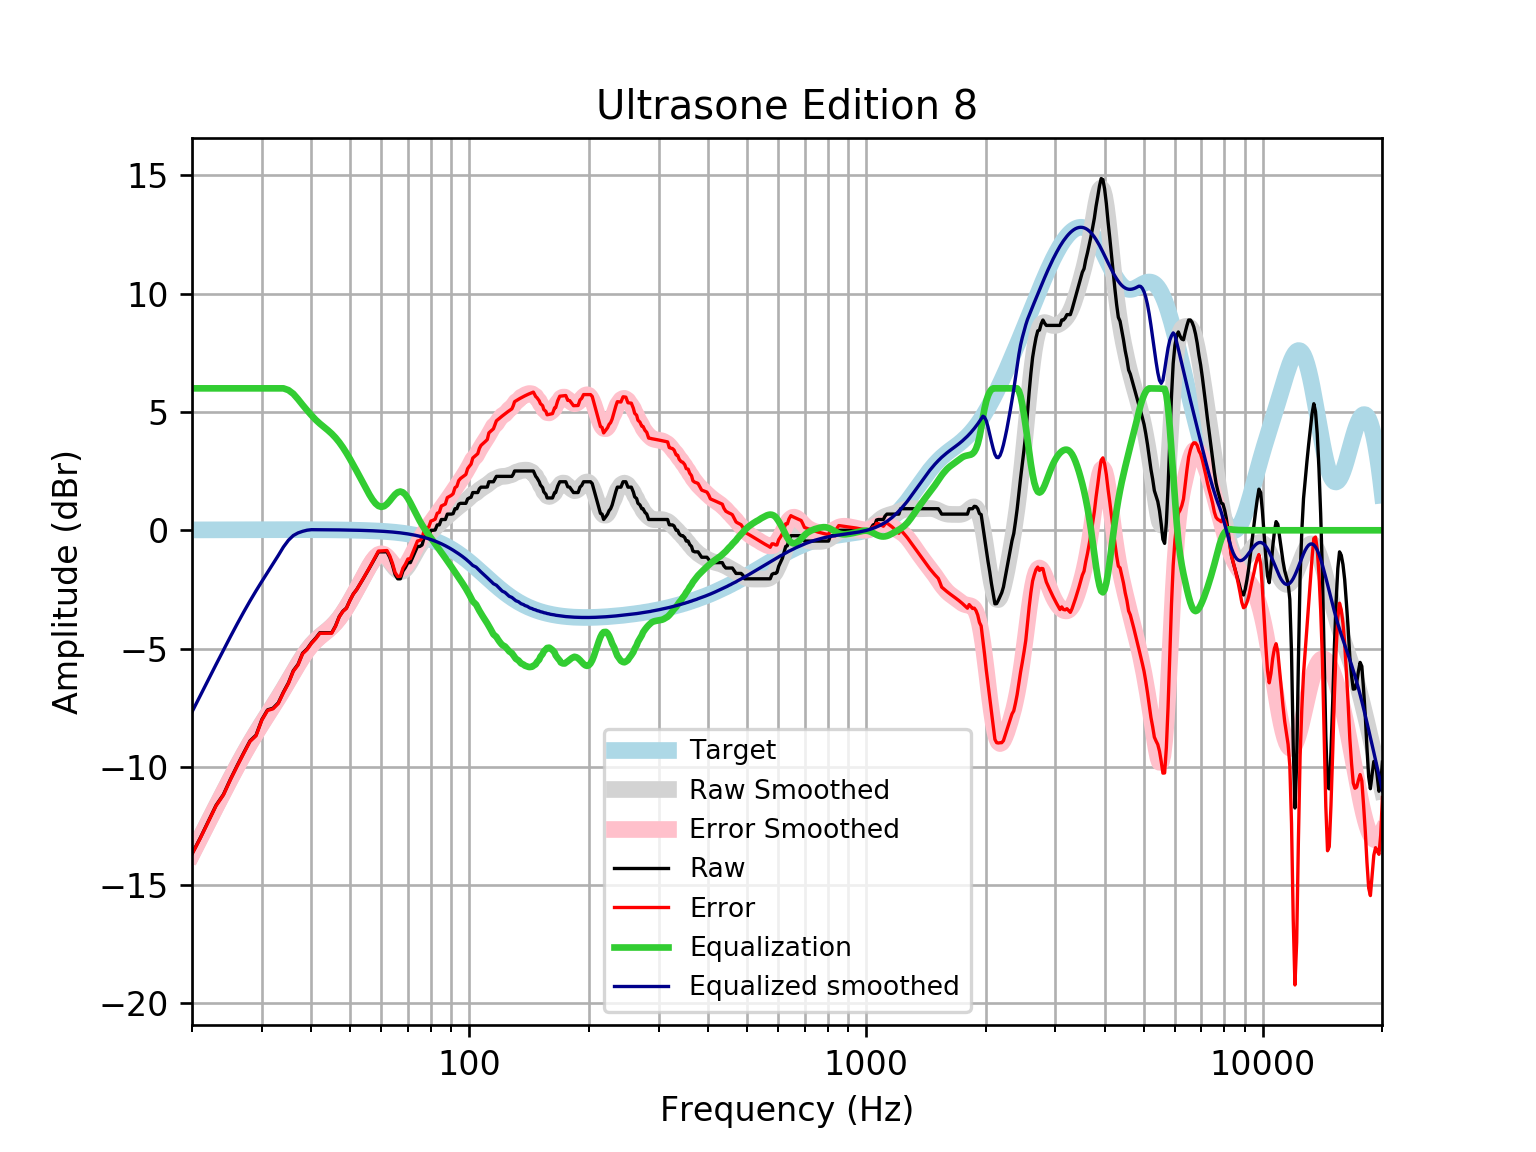 Ultrasone Edition 8
Amplitude (dBr)
15
10
5
0
−5
−10
−15
−20
Target
Raw Smoothed
Error Smoothed
Raw
Error
Equalization
Equalized smoothed
100
1000
10000
Frequency (Hz)